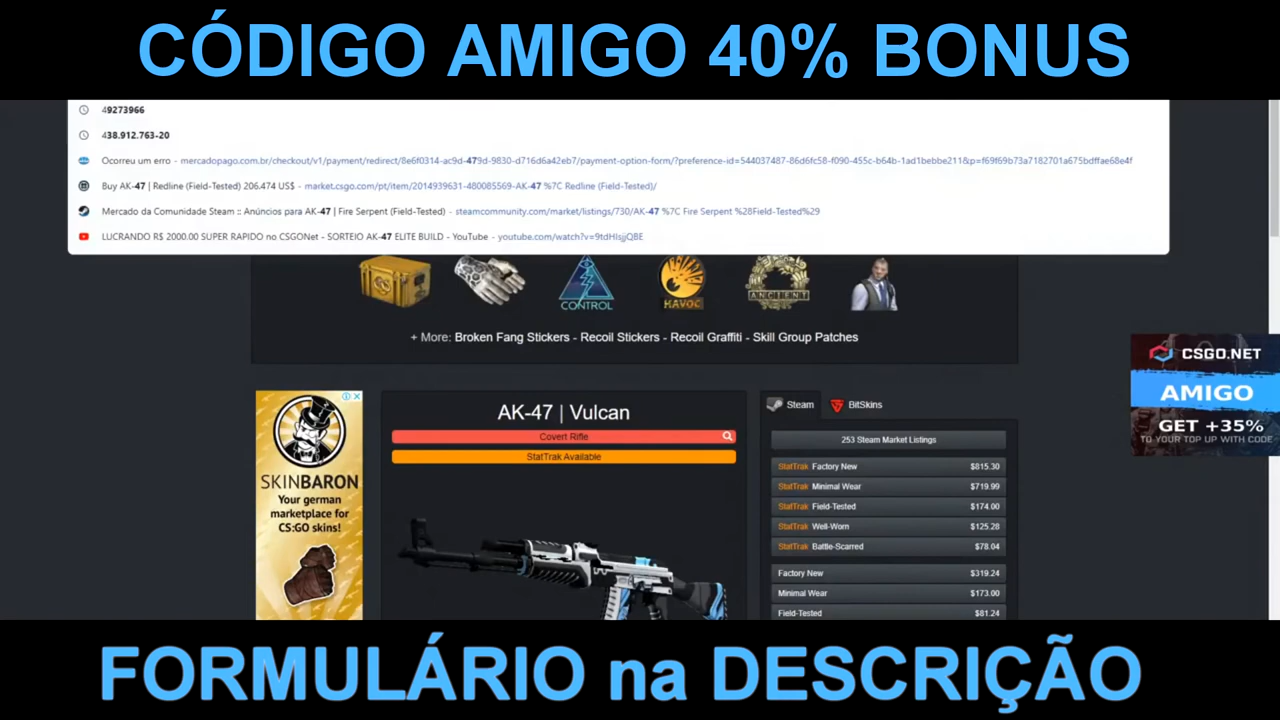 CÓDIGO AMIGO 40% BONUS
49273966
438.912.763-20
Ocorreu um erro - mercadopago.com.br/checkout/v1/payment/redirect/8e6f0314-ac9d-479d-9830-d716d6a42eb7/payment-option-form/?preference-id=544037487-86d6fc58-f090-455c-b64b-1ad1bebbe211&p=f69f69b73a7182701a675bdffae68e4f
Buy AK-47 | Redline (Field-Tested) 206.474 US$ - market.csgo.com/pt/item/2014939631-480085569-AK-47 %7C Redline (Field-Tested)/
Mercado da Comunidade Steam :: Anúncios para AK-47 | Fire Serpent (Field-Tested) - steamcommunity.com/market/listings/730/AK-47 %7C Fire Serpent %28Field-Tested%29
LUCRANDO R$ 2000.00 SUPER RAPIDO no CSGONet - SORTEIO AK-47 ELITE BUILD - YouTube - youtube.com/watch?v=9tdHIsjjQBE
CONTROL
HAVOC
ANCIENT
+ More: Broken Fang Stickers - Recoil Stickers - Recoil Graffiti - Skill Group Patches
CSGO.NET
AMIGO
GET +35%
TO YOUR TOP UP WITH CODE
SKINBARON
Your german
marketplace for
CS:GO skins!
AK-47 | Vulcan
Covert Rifle
StatTrak Available
Steam
BitSkins
253 Steam Market Listings
StatTrak Factory New $815.30
StatTrak Minimal Wear $719.99
StatTrak Field-Tested $174.00
StatTrak Well-Worn $125.28
StatTrak Battle-Scarred $78.04
Factory New $319.24
Minimal Wear $173.00
Field-Tested $81.24
FORMULÁRIO na DESCRIÇÃO